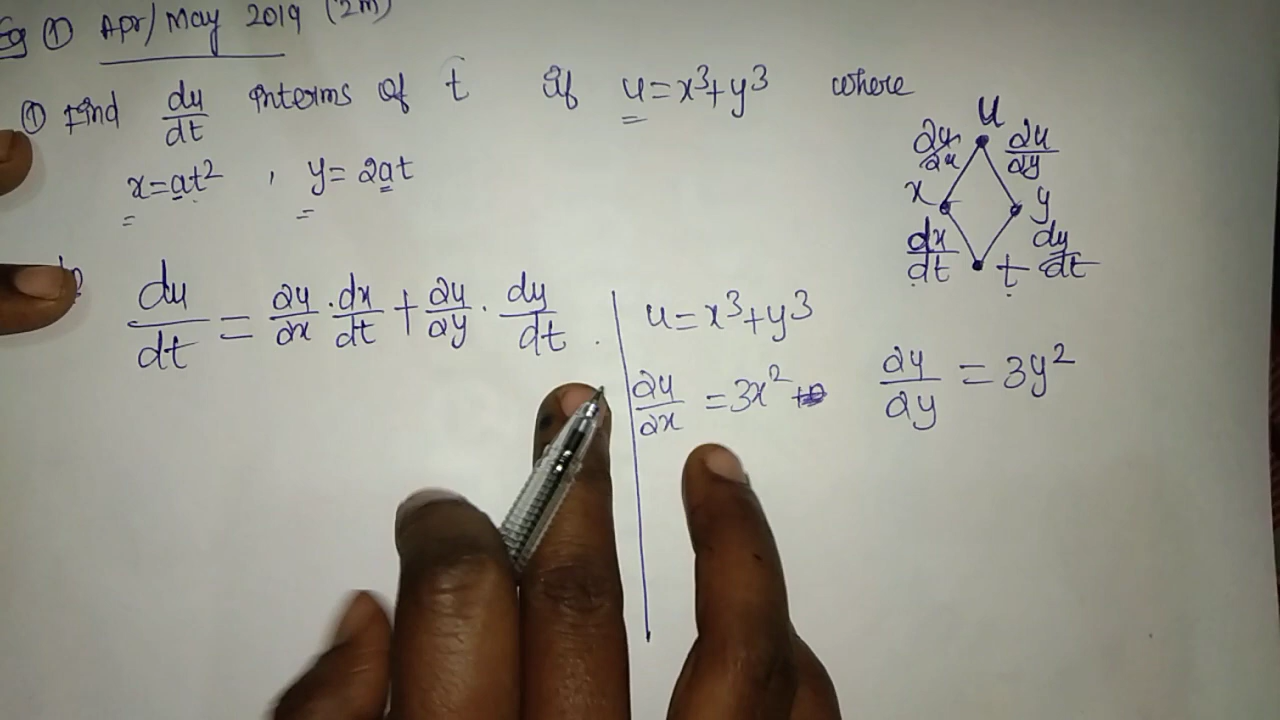 Eg ① Apr/May 2019 (2m)
① Find du/dt interms of t if u=x³+y³ where
x=at² , y=2at
u
∂u/∂x ∂u/∂y
x y
dx/dt t dy/dt
du/dt = ∂u/∂x . dx/dt + ∂u/∂y . dy/dt .
u=x³+y³
∂u/∂x = 3x² ∂u/∂y = 3y²